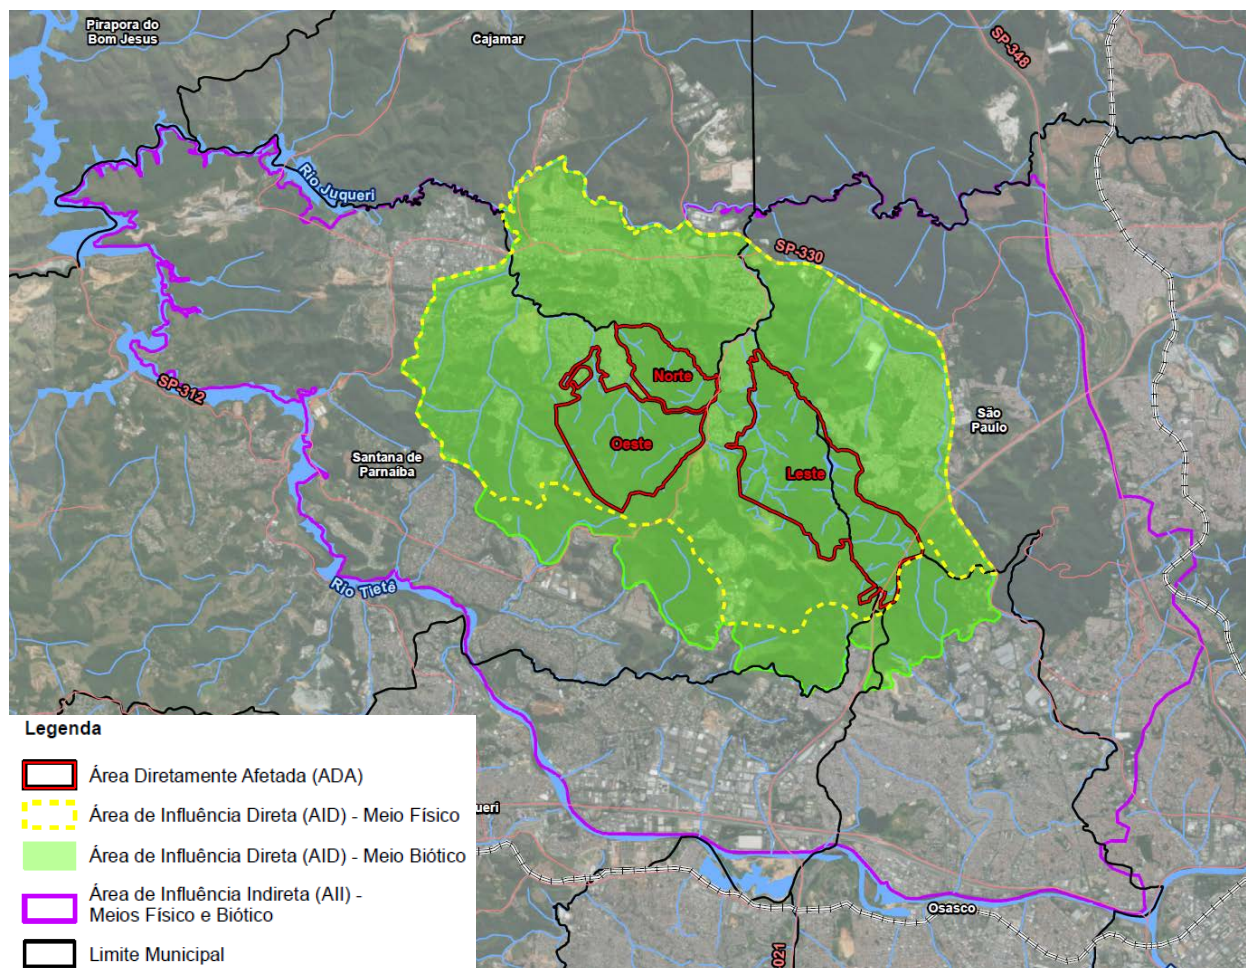 Pirapora do
Bom Jesus
Cajamar
SP-348
Rio Juqueri
SP-330
Norte
SP-312
São
Paulo
Oeste
Santana de
Parnaíba
Leste
Rio Tietê
Legenda
Área Diretamente Afetada (ADA)
Área de Influência Direta (AID) - Meio Físico
ueri
Área de Influência Direta (AID) - Meio Biótico
Área de Influência Indireta (AII) -
Meios Físico e Biótico
Osasco
Limite Municipal
021